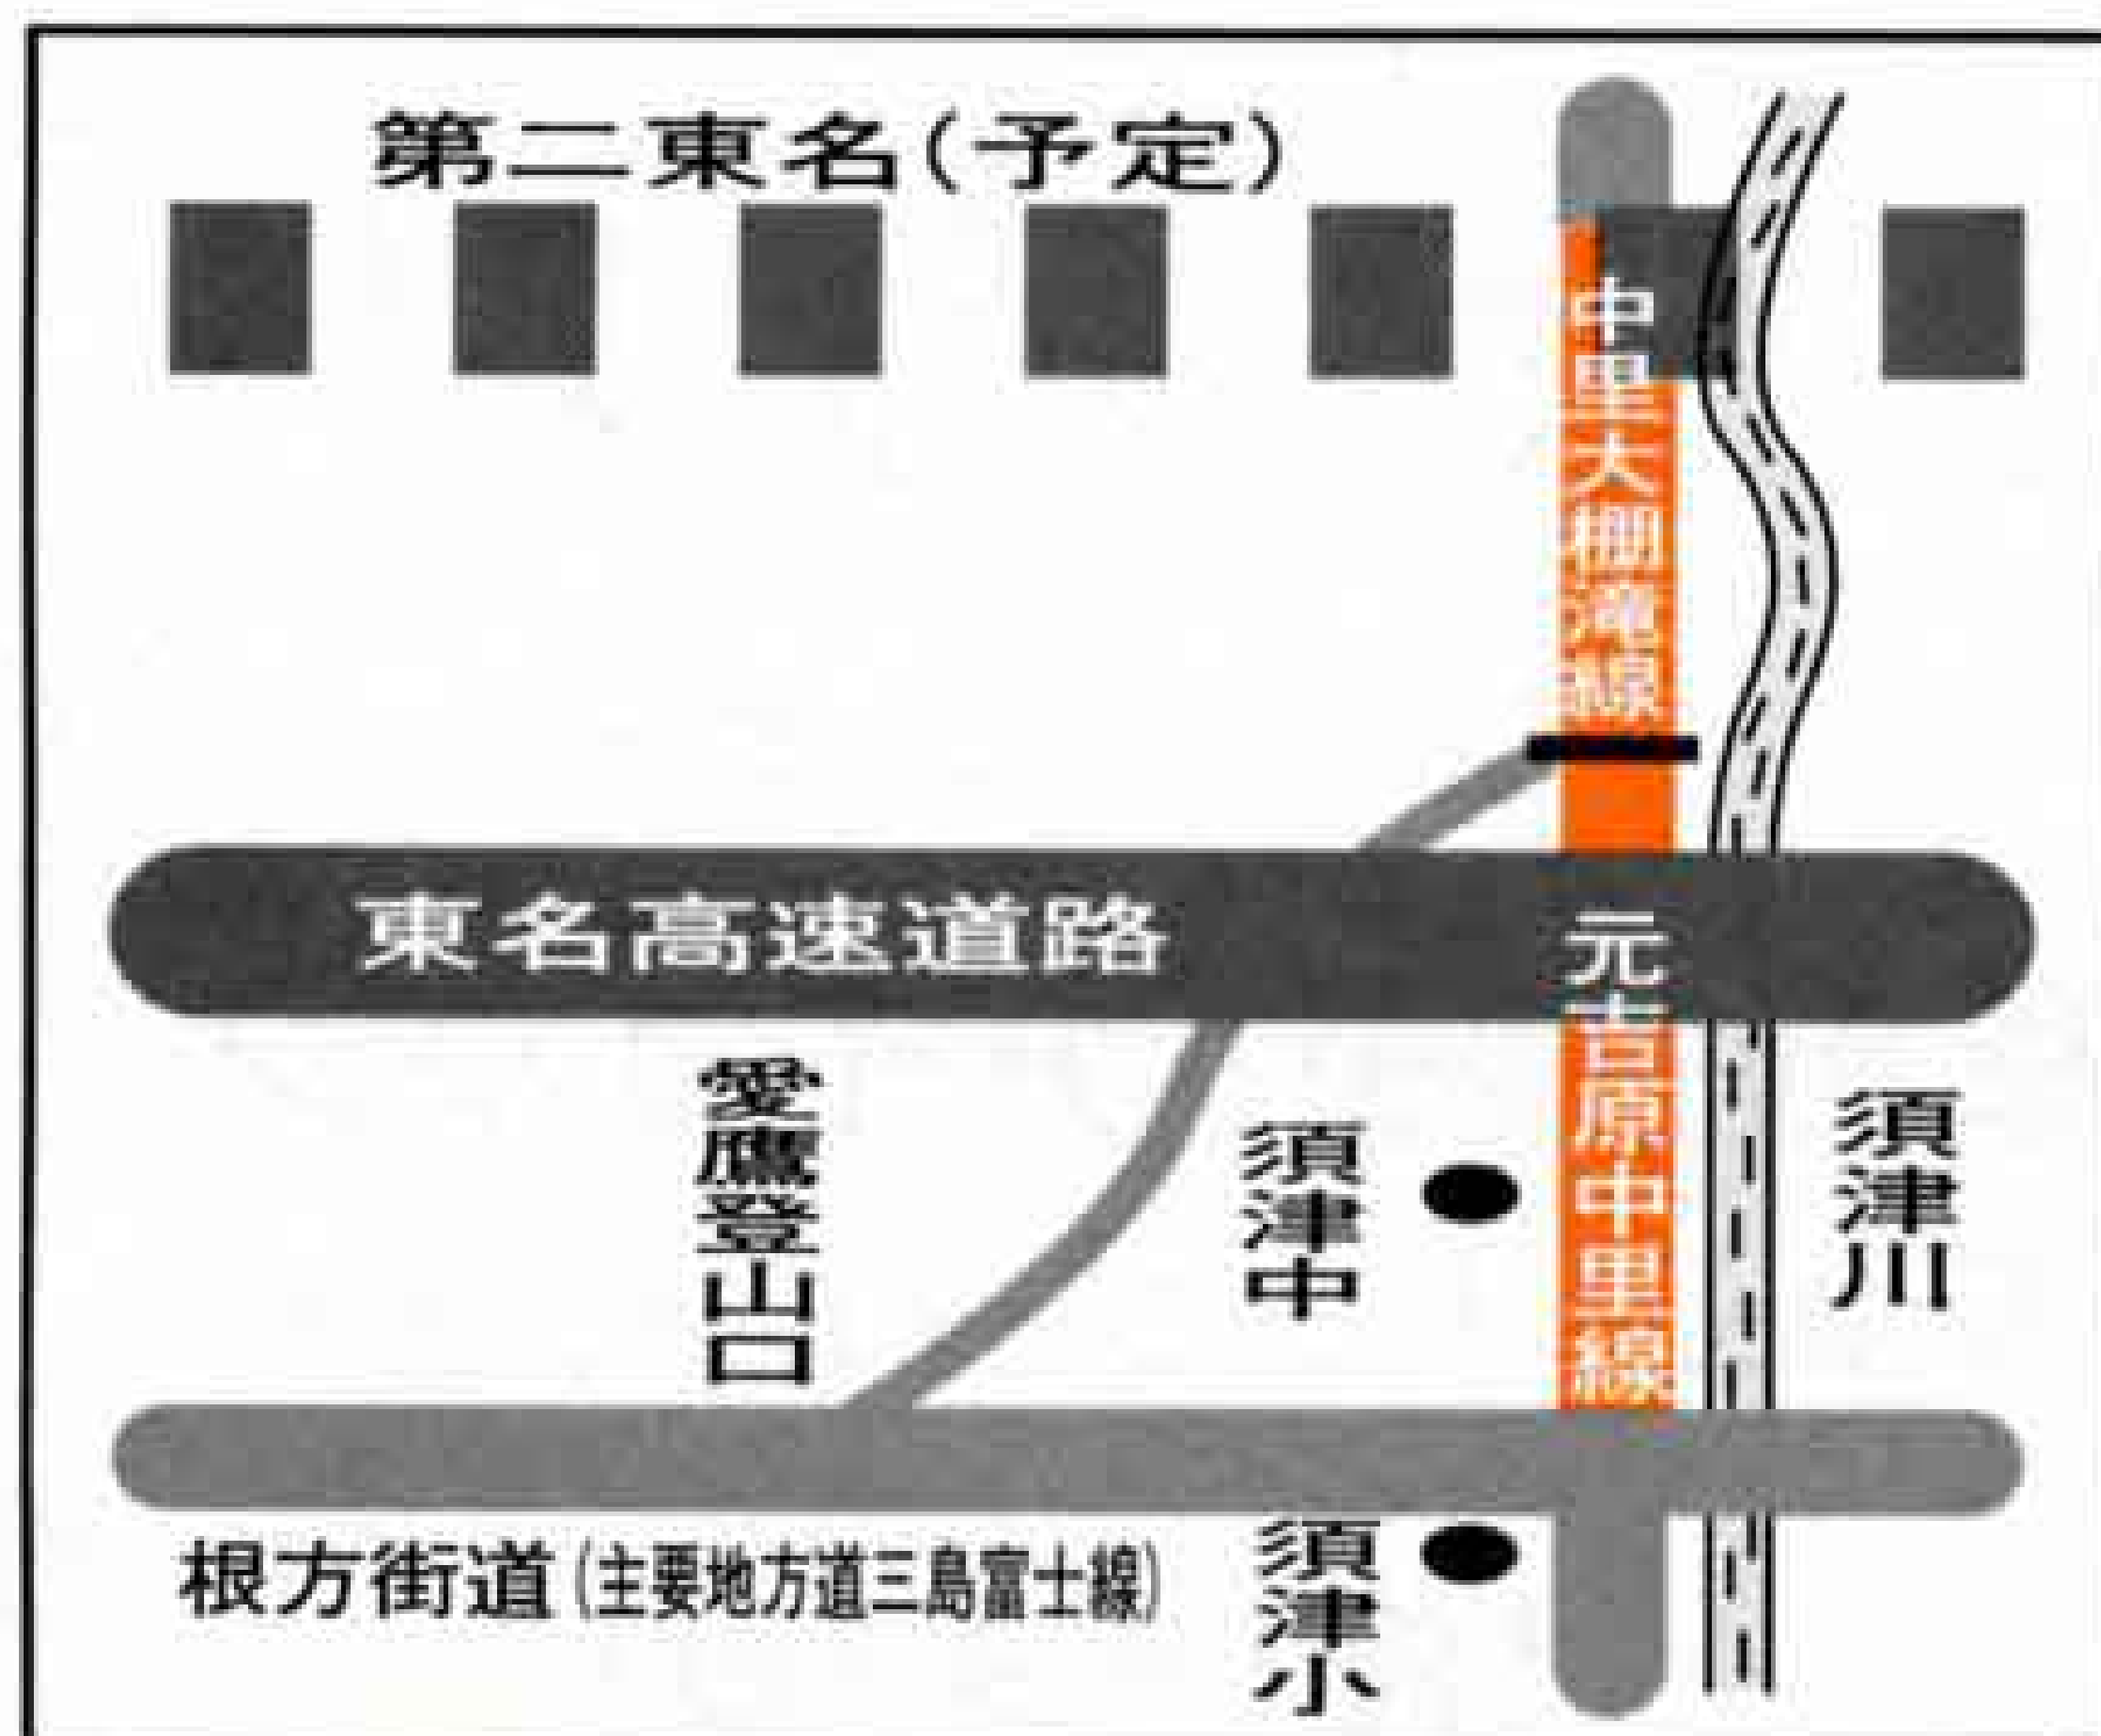 第二東名(予定)
中里大棚滝線
東名高速道路
元吉原中里線
愛鷹登山口
須津中
須津川
根方街道(主要地方道三島富士線)
須津小